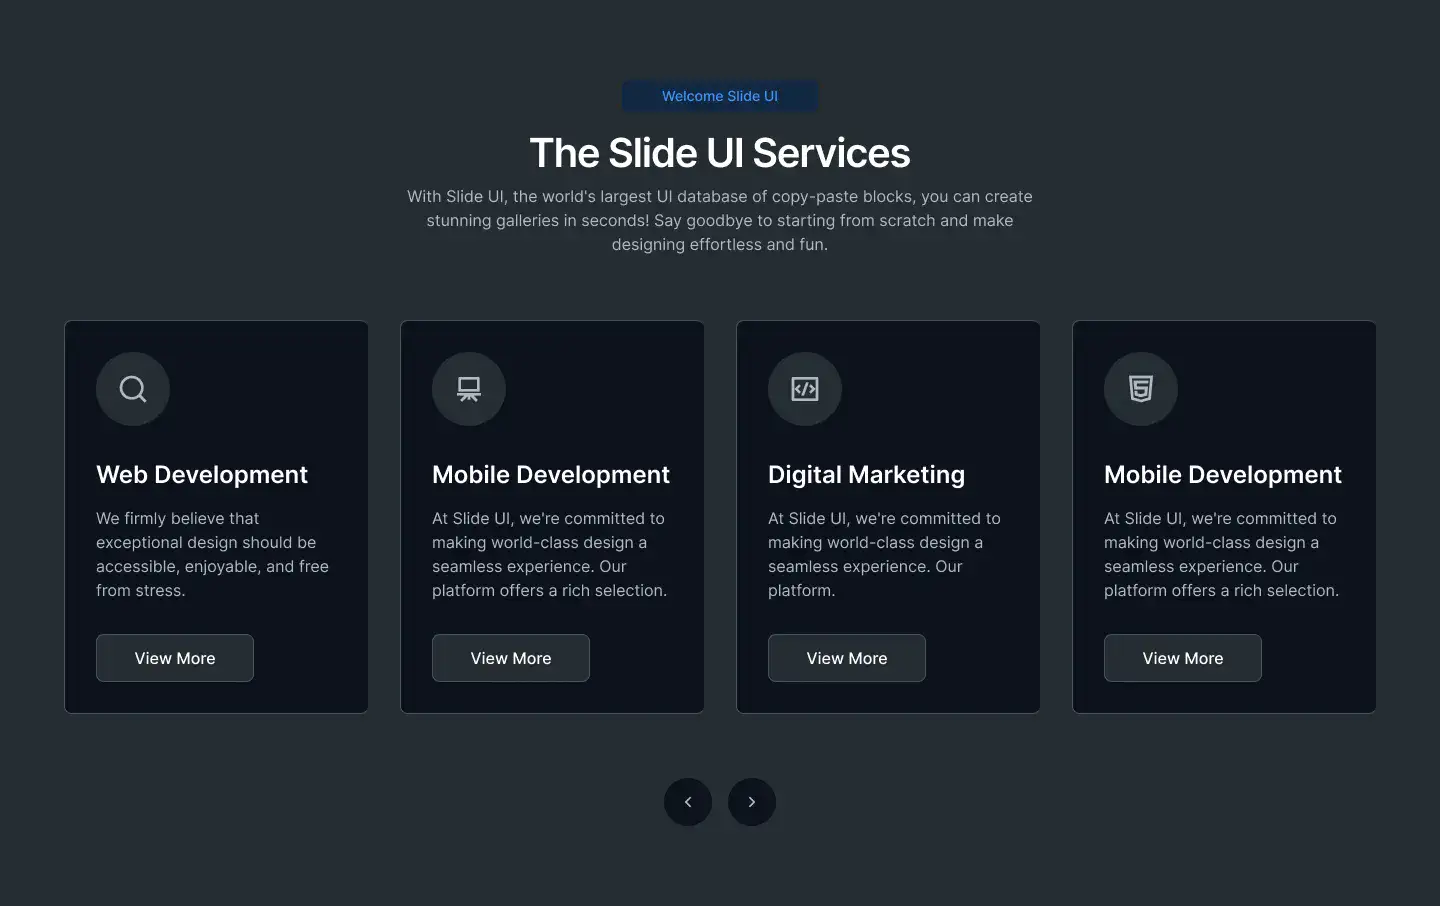 Welcome Slide UI
The Slide UI Services
With Slide UI, the world's largest UI database of copy-paste blocks, you can create
stunning galleries in seconds! Say goodbye to starting from scratch and make
designing effortless and fun.
Web Development
We firmly believe that
exceptional design should be
accessible, enjoyable, and free
from stress.
View More
Mobile Development
At Slide UI, we're committed to
making world-class design a
seamless experience. Our
platform offers a rich selection.
View More
Digital Marketing
At Slide UI, we're committed to
making world-class design a
seamless experience. Our
platform.
View More
Mobile Development
At Slide UI, we're committed to
making world-class design a
seamless experience. Our
platform offers a rich selection.
View More